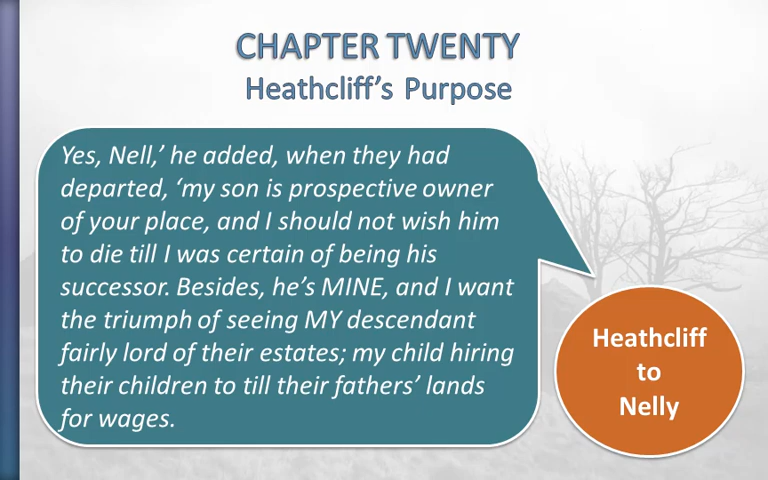 CHAPTER TWENTY
Heathcliff’s Purpose
Yes, Nell,’ he added, when they had
departed, ‘my son is prospective owner
of your place, and I should not wish him
to die till I was certain of being his
successor. Besides, he’s MINE, and I want
the triumph of seeing MY descendant
fairly lord of their estates; my child hiring
their children to till their fathers’ lands
for wages.
Heathcliff
to
Nelly